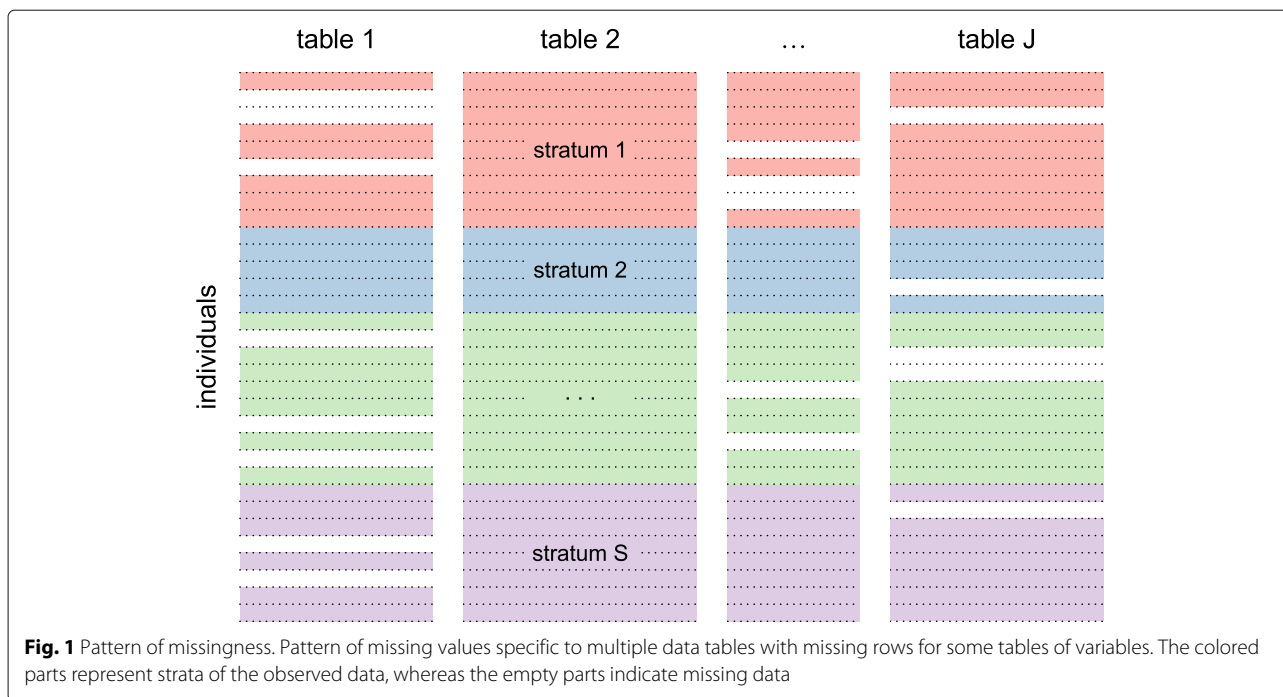 table 1 table 2 ... table J
stratum 1
stratum 2
individuals
...
stratum S
Fig. 1 Pattern of missingness. Pattern of missing values specific to multiple data tables with missing rows for some tables of variables. The colored
parts represent strata of the observed data, whereas the empty parts indicate missing data